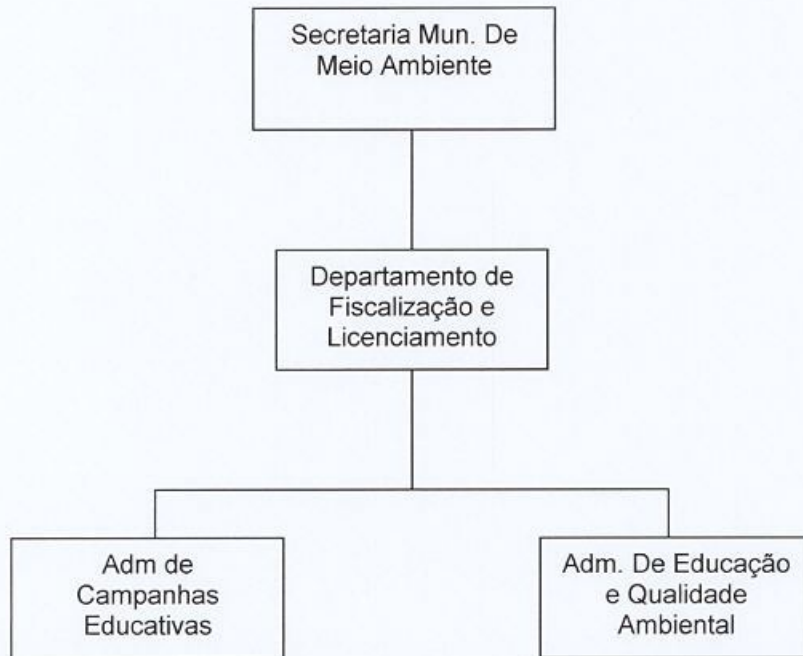 Secretaria Mun. De
Meio Ambiente
Departamento de
Fiscalização e
Licenciamento
Adm de
Campanhas
Educativas
Adm. De Educação
e Qualidade
Ambiental